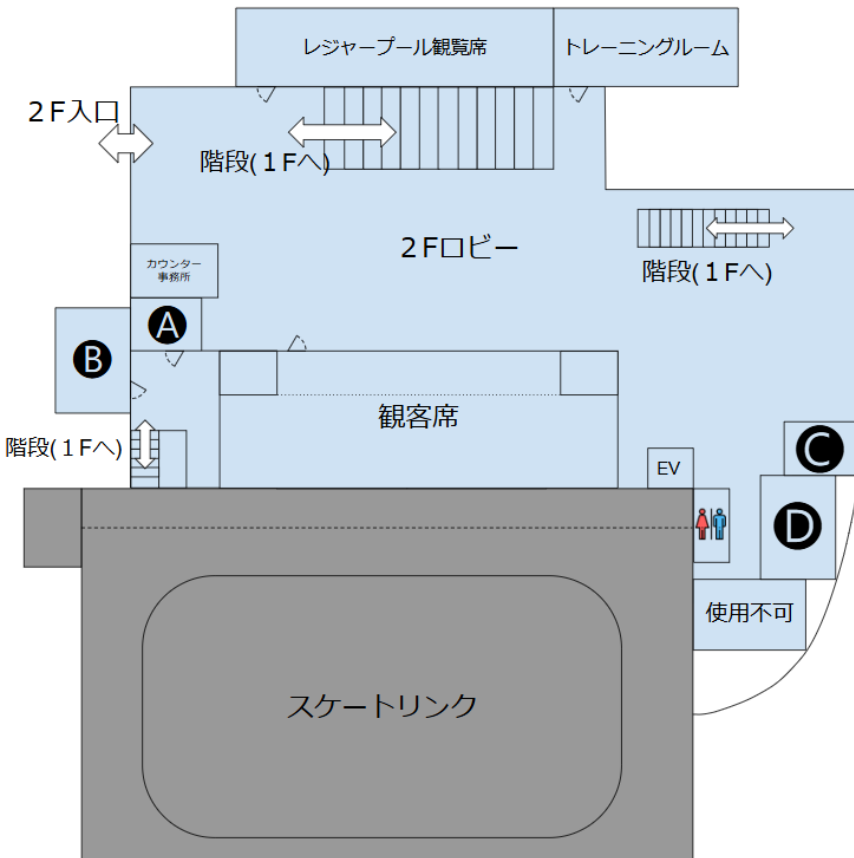 レジャープール観覧席
トレーニングルーム
２F入口
階段(１Fへ)
２Fロビー
階段(１Fへ)
カウンター
事務所
A
B
観客席
階段(１Fへ)
EV
C
D
使用不可
スケートリンク